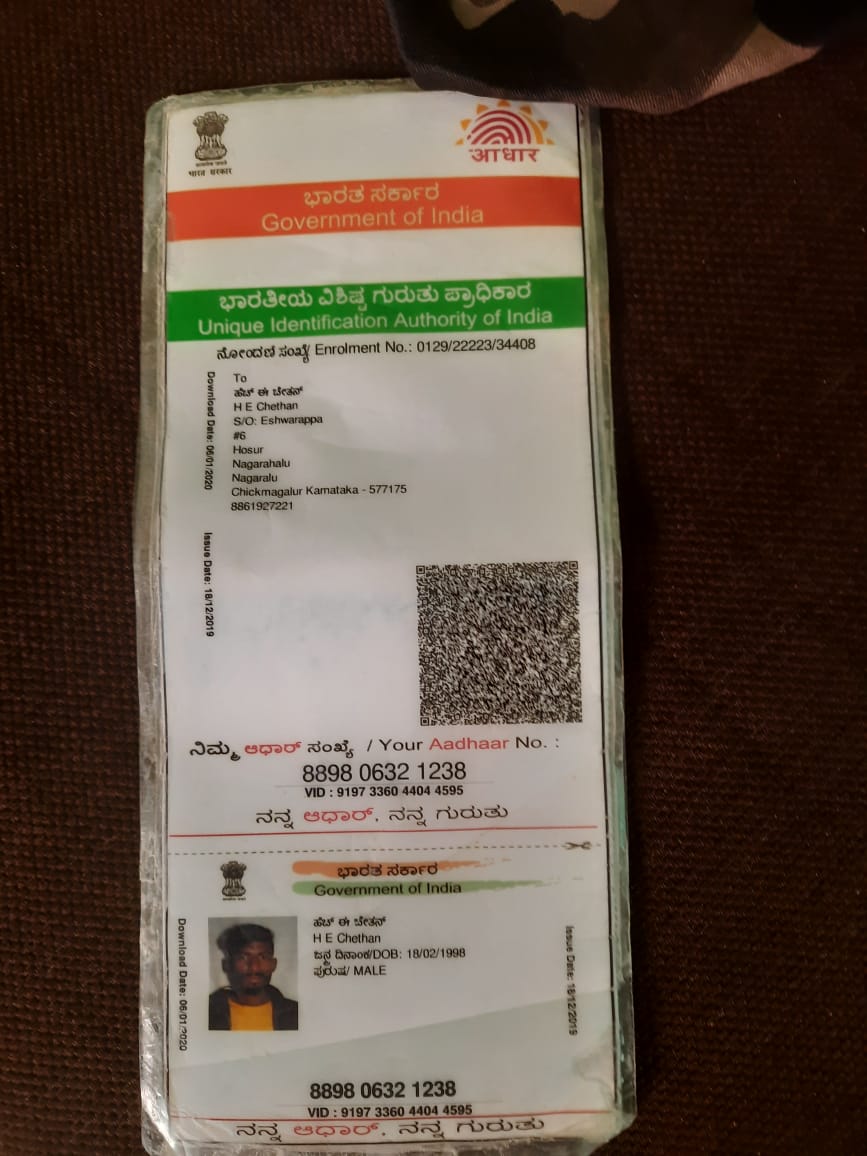 भारत सरकार
आधार
ಭಾರತ ಸರ್ಕಾರ
Government of India
ಭಾರತೀಯ ವಿಶಿಷ್ಟ ಗುರುತು ಪ್ರಾಧಿಕಾರ
Unique Identification Authority of India
ನೋಂದಣಿ ಸಂಖ್ಯೆ/ Enrolment No.: 0129/22223/34408
To
ಹೆಚ್ ಈ ಚೇತನ್
H E Chethan
S/O: Eshwarappa
#6
Hosur
Nagarahalu
Nagaralu
Chickmagalur Karnataka - 577175
8861927221
Download Date: 06/01/2020
Issue Date: 18/12/2019
ನಿಮ್ಮ ಆಧಾರ್ ಸಂಖ್ಯೆ / Your Aadhaar No. :
8898 0632 1238
VID : 9197 3360 4404 4595
ನನ್ನ ಆಧಾರ್, ನನ್ನ ಗುರುತು
ಭಾರತ ಸರ್ಕಾರ
Government of India
ಹೆಚ್ ಈ ಚೇತನ್
H E Chethan
ಜನ್ಮ ದಿನಾಂಕ/DOB: 18/02/1998
ಪುರುಷ/ MALE
Download Date: 06/01/2020
Issue Date: 18/12/2019
8898 0632 1238
VID : 9197 3360 4404 4595
ನನ್ನ ಆಧಾರ್, ನನ್ನ ಗುರುತು